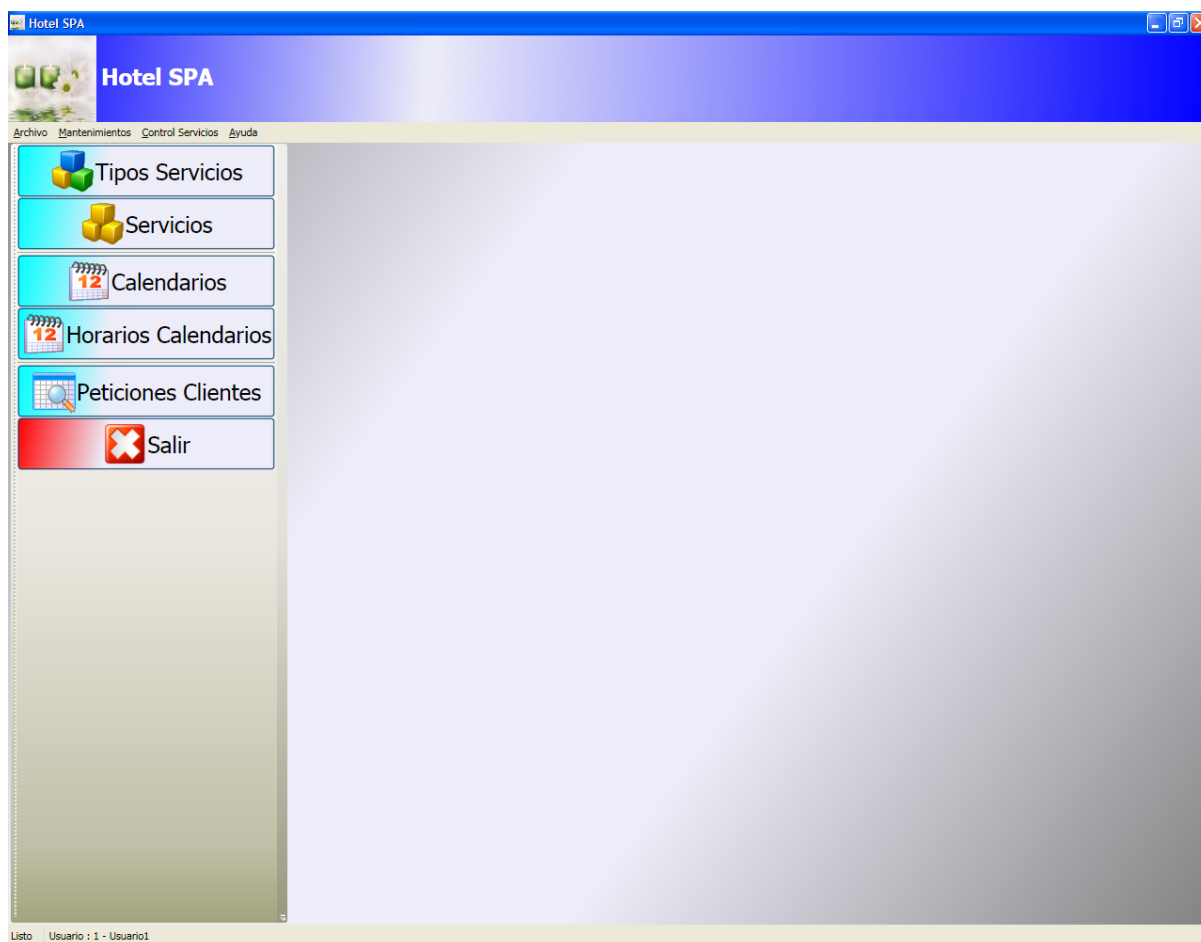 Hotel SPA
Hotel SPA
Archivo Mantenimientos Control Servicios Ayuda
Tipos Servicios
Servicios
12 Calendarios
12 Horarios Calendarios
Peticiones Clientes
Salir
Listo Usuario : 1 - Usuario1